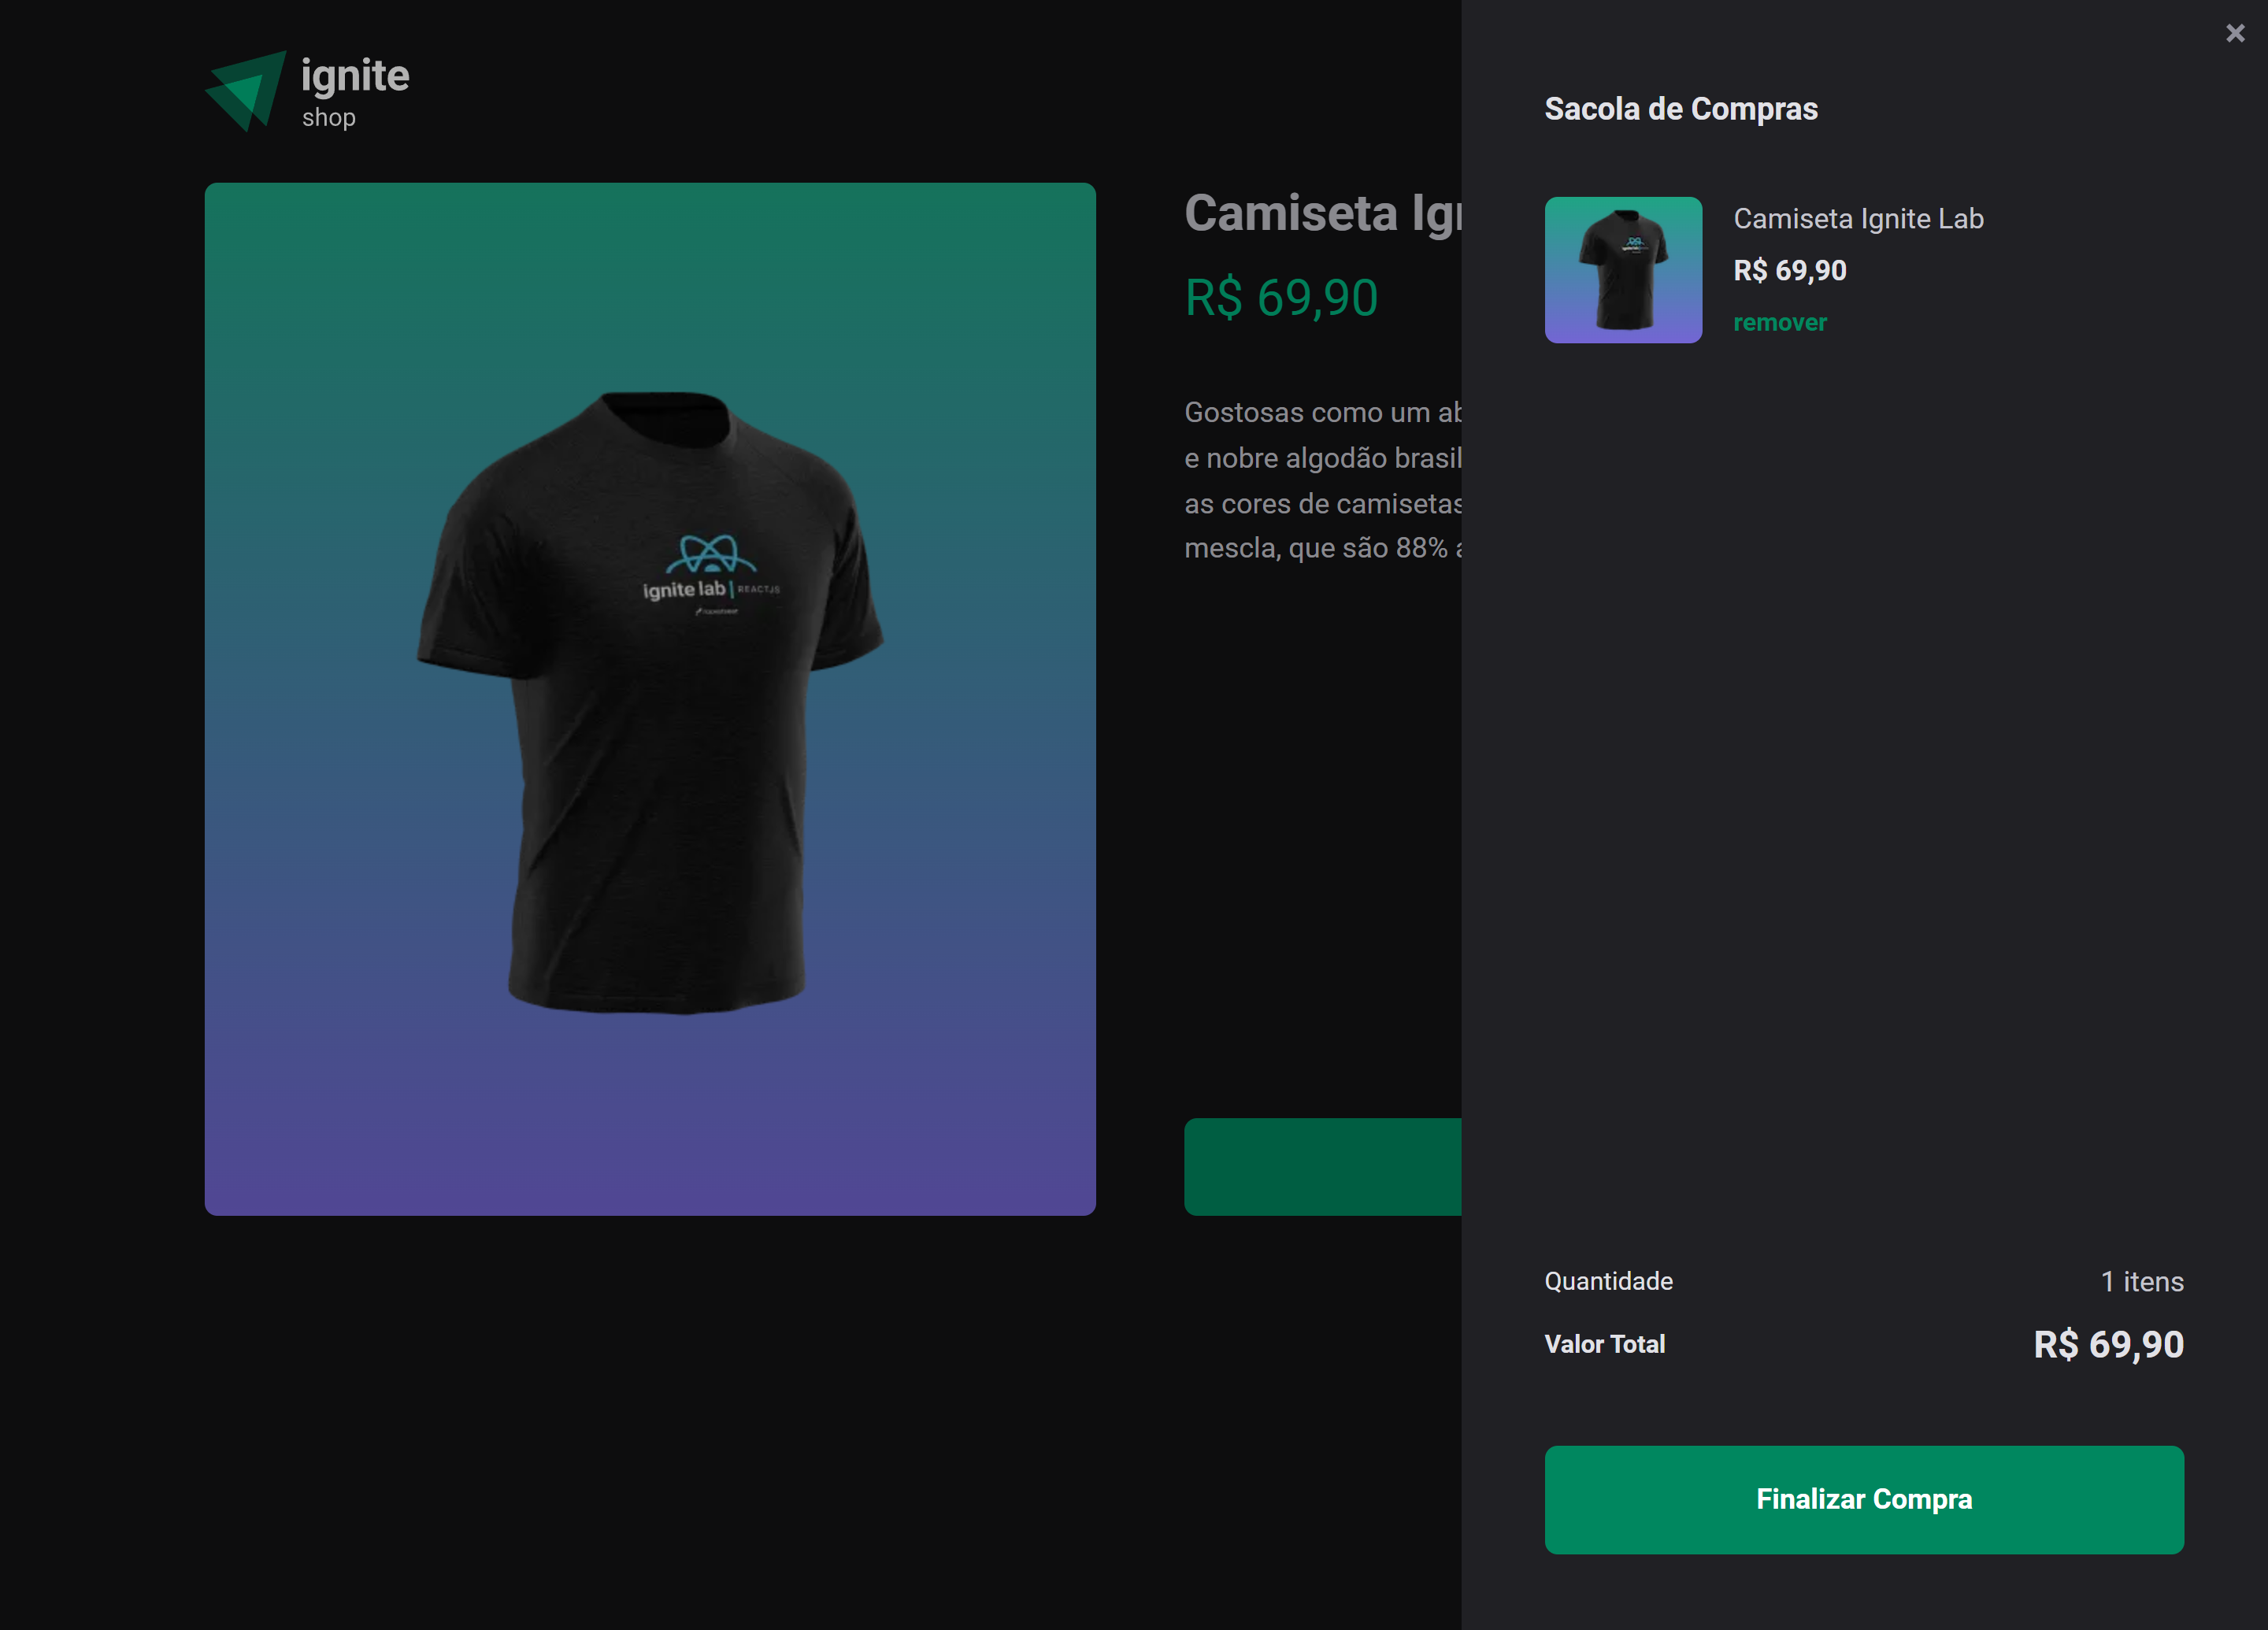 ignite
shop
Camiseta Ig
R$ 69,90
Gostosas como um ab
e nobre algodão brasil
as cores de camisetas
mescla, que são 88% a
ignite lab | REACTJS
Sacola de Compras
Camiseta Ignite Lab
R$ 69,90
remover
Quantidade
1 itens
Valor Total
R$ 69,90
Finalizar Compra